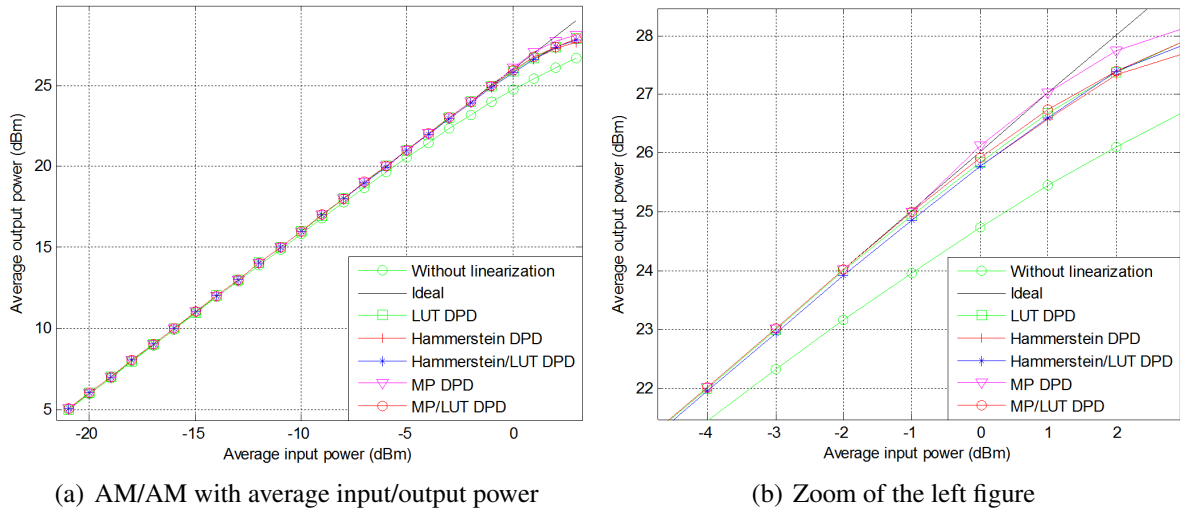 25
20
15
10
5
-20
-15
-10
-5
0
Average output power (dBm)
Average input power (dBm)
Without linearization
Ideal
LUT DPD
Hammerstein DPD
Hammerstein/LUT DPD
MP DPD
MP/LUT DPD
(a) AM/AM with average input/output power
28
27
26
25
24
23
22
-4
-3
-2
-1
0
1
2
Average output power (dBm)
Average input power (dBm)
Without linearization
Ideal
LUT DPD
Hammerstein DPD
Hammerstein/LUT DPD
MP DPD
MP/LUT DPD
(b) Zoom of the left figure